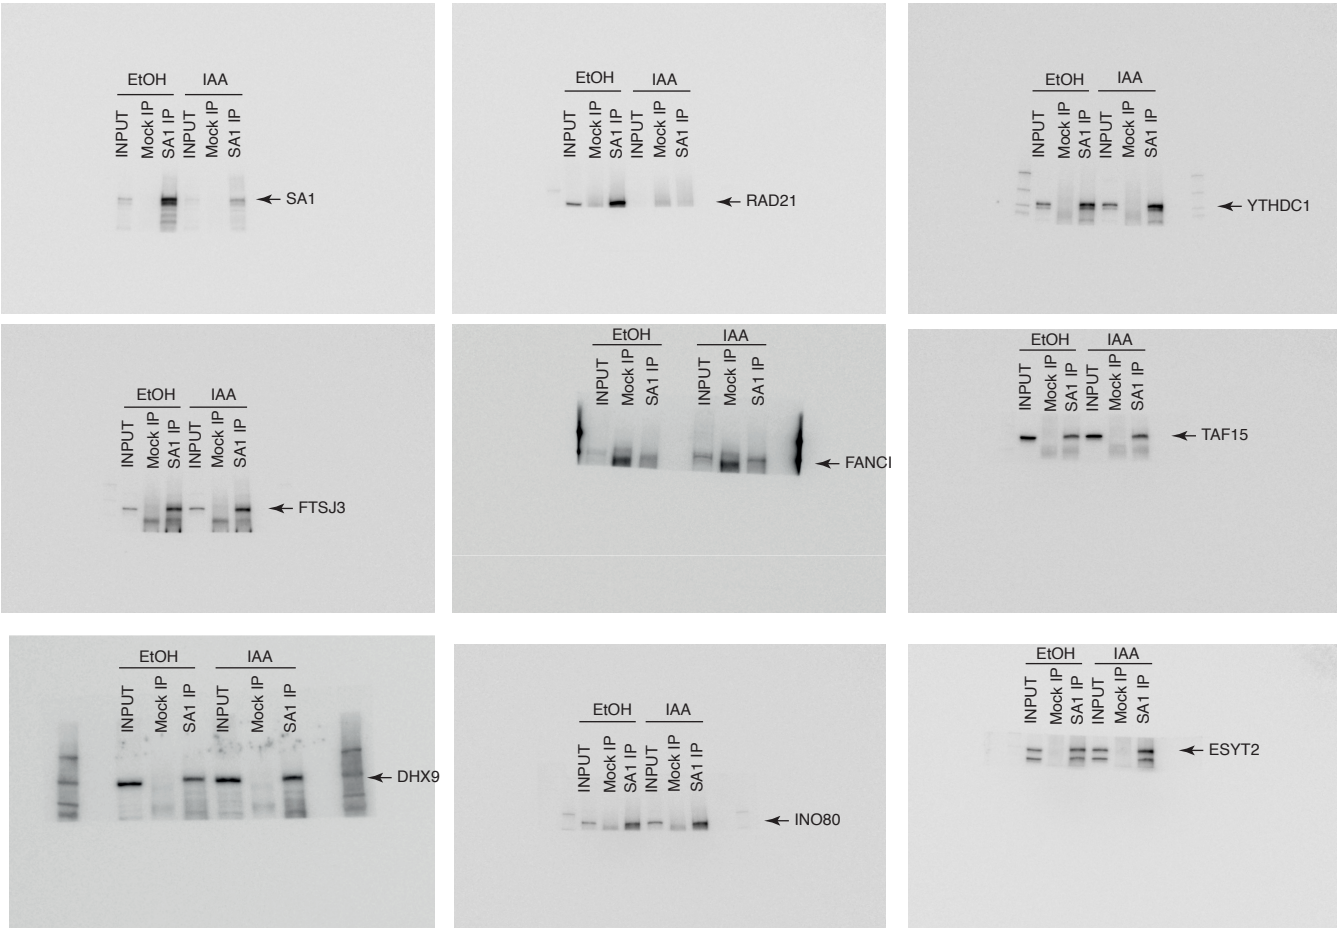 EtOH IAA
INPUT Mock IP SA1 IP INPUT Mock IP SA1 IP
SA1
EtOH IAA
INPUT Mock IP SA1 IP INPUT Mock IP SA1 IP
RAD21
EtOH IAA
INPUT Mock IP SA1 IP INPUT Mock IP SA1 IP
YTHDC1
EtOH IAA
INPUT Mock IP SA1 IP INPUT Mock IP SA1 IP
FTSJ3
EtOH IAA
INPUT Mock IP SA1 IP INPUT Mock IP SA1 IP
FANCI
EtOH IAA
INPUT Mock IP SA1 IP INPUT Mock IP SA1 IP
TAF15
EtOH IAA
INPUT Mock IP SA1 IP INPUT Mock IP SA1 IP
DHX9
EtOH IAA
INPUT Mock IP SA1 IP INPUT Mock IP SA1 IP
INO80
EtOH IAA
INPUT Mock IP SA1 IP INPUT Mock IP SA1 IP
ESYT2